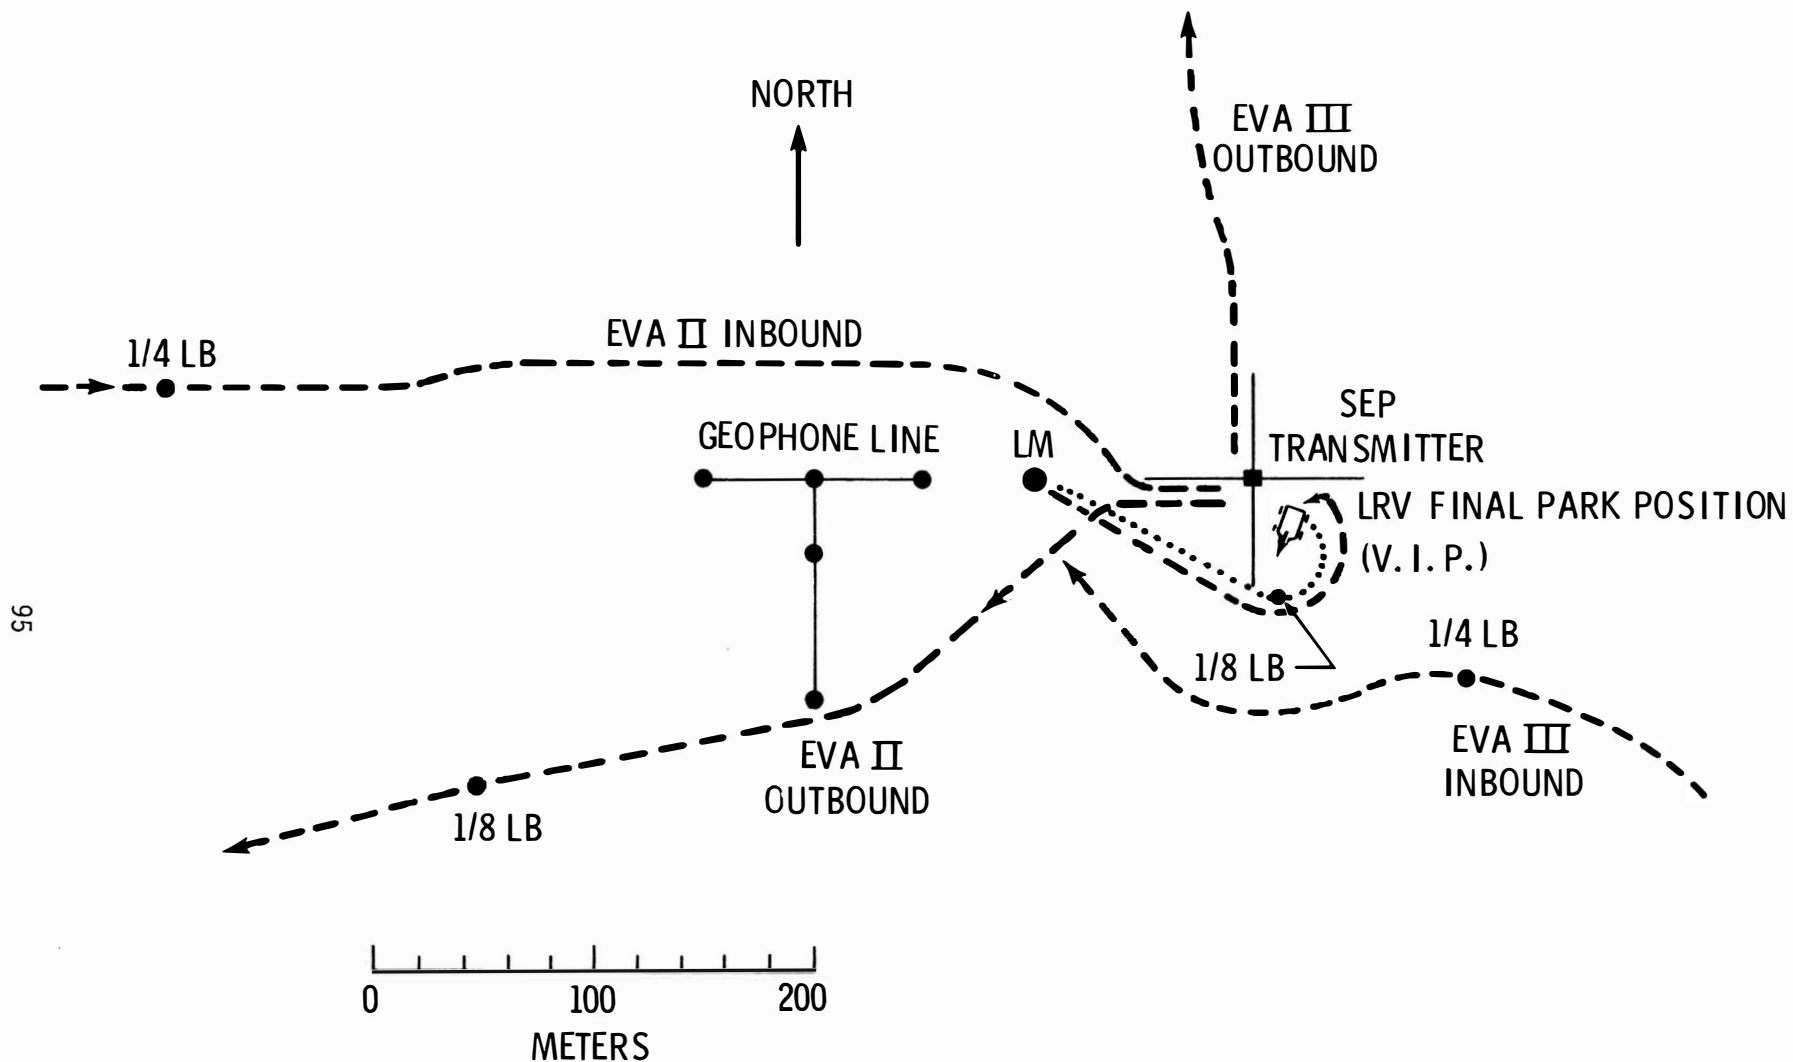 NORTH
EVA III
OUTBOUND
EVA II INBOUND
1/4 LB
SEP
TRANSMITTER
GEOPHONE LINE
LM
LRV FINAL PARK POSITION
(V.I.P.)
1/4 LB
1/8 LB
EVA III
INBOUND
EVA II
OUTBOUND
1/8 LB
0 100 200
METERS
95